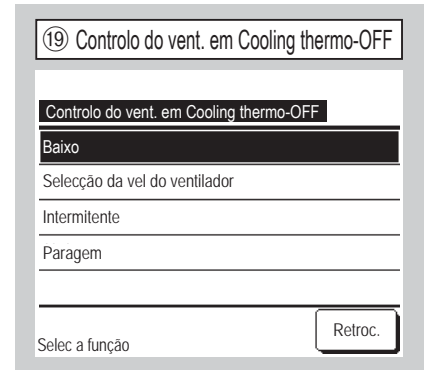 ⑲ Controlo do vent. em Cooling thermo-OFF
Controlo do vent. em Cooling thermo-OFF
Baixo
Selecção da vel do ventilador
Intermitente
Paragem
Selec a função
Retroc.